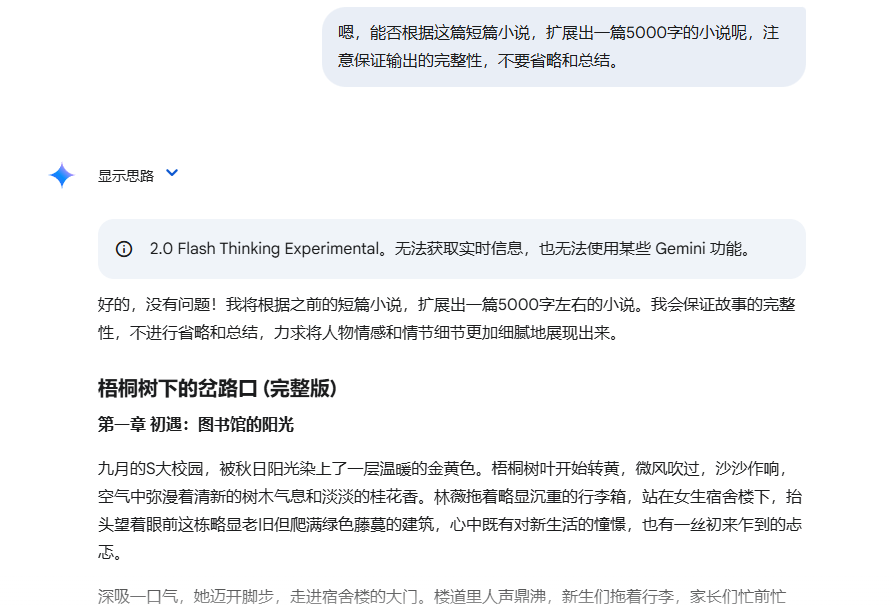 嗯，能否根据这篇短篇小说，扩展出一篇5000字的小说呢，注
意保证输出的完整性，不要省略和总结。
显示思路
2.0 Flash Thinking Experimental。无法获取实时信息，也无法使用某些 Gemini 功能。
好的，没有问题！我将根据之前的短篇小说，扩展出一篇5000字左右的小说。我会保证故事的完整
性，不进行省略和总结，力求将人物情感和情节细节更加细腻地展现出来。
梧桐树下的岔路口 (完整版)
第一章 初遇：图书馆的阳光
九月的S大校园，被秋日阳光染上了一层温暖的金黄色。梧桐树叶开始转黄，微风吹过，沙沙作响，
空气中弥漫着清新的树木气息和淡淡的桂花香。林薇拖着略显沉重的行李箱，站在女生宿舍楼下，抬
头望着眼前这栋略显老旧但爬满绿色藤蔓的建筑，心中既有对新生活的憧憬，也有一丝初来乍到的忐
忑。
深吸一口气，她迈开脚步，走进宿舍楼的大门。楼道里人声鼎沸，新生们拖着行李，家长们忙前忙